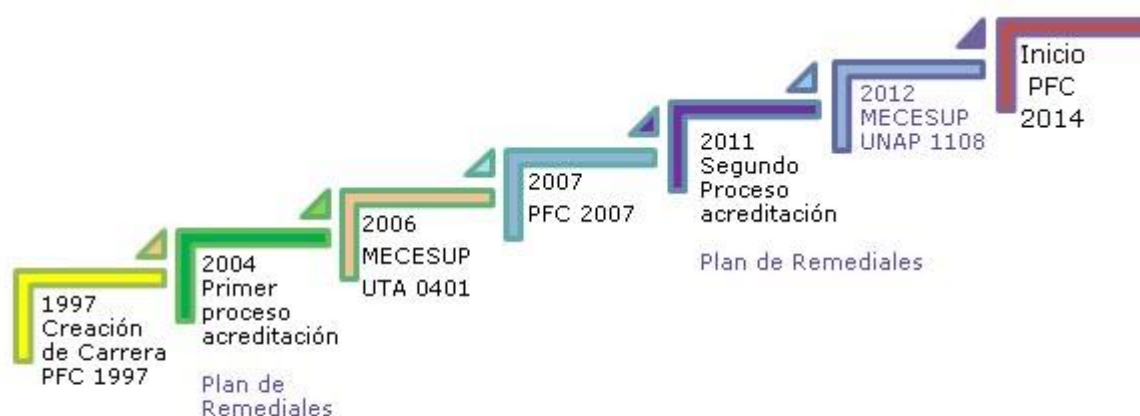 1997
Creación
de Carrera
PFC 1997
2004
Primer
proceso
acreditación
Plan de
Remediales
2006
MECESUP
UTA 0401
2007
PFC 2007
2011
Segundo
Proceso
acreditación
Plan de Remediales
2012
MECESUP
UNAP 1108
Inicio
PFC
2014